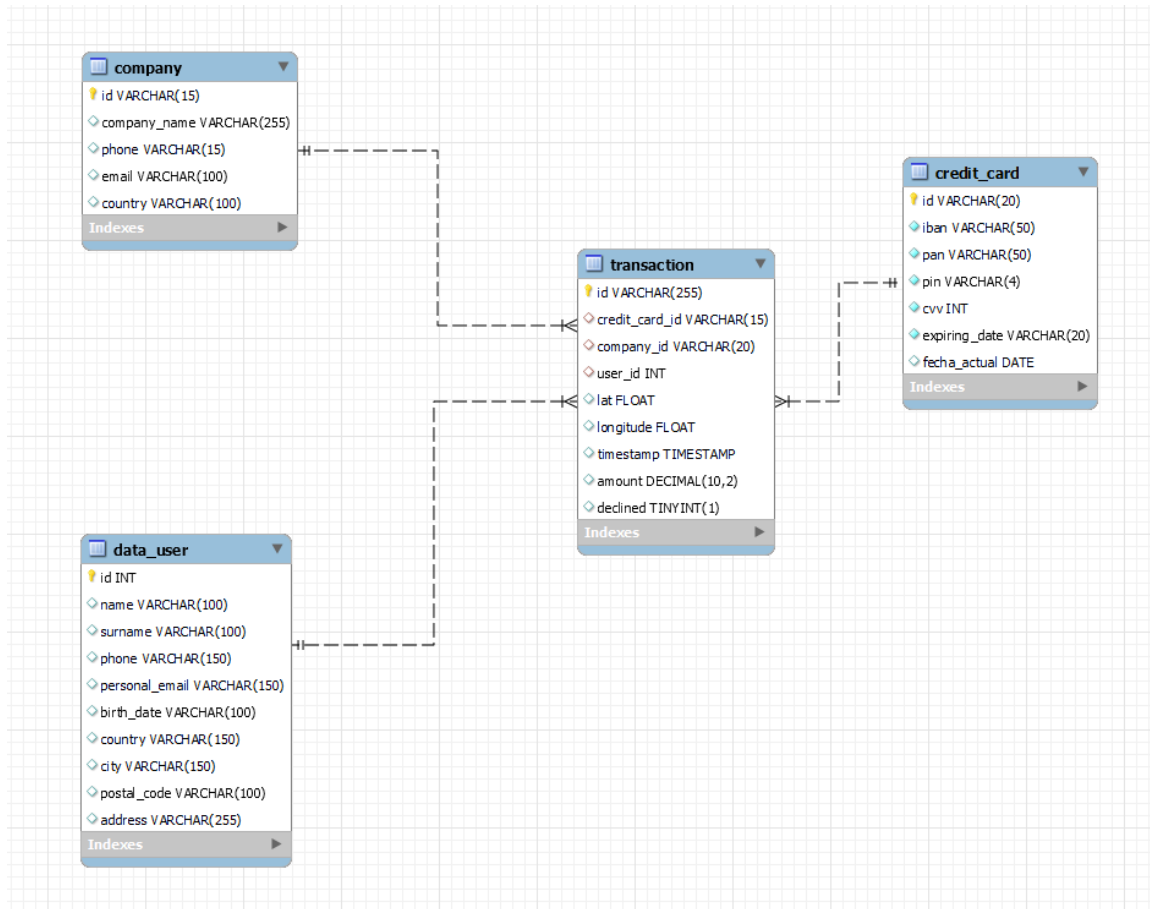 company
id VARCHAR(15)
company_name VARCHAR(255)
phone VARCHAR(15)
email VARCHAR(100)
country VARCHAR(100)
Indexes
credit_card
id VARCHAR(20)
iban VARCHAR(50)
pan VARCHAR(50)
pin VARCHAR(4)
cvv INT
expiring_date VARCHAR(20)
fecha_actual DATE
Indexes
transaction
id VARCHAR(255)
credit_card_id VARCHAR(15)
company_id VARCHAR(20)
user_id INT
lat FLOAT
longitude FLOAT
timestamp TIMESTAMP
amount DECIMAL(10,2)
declined TINYINT(1)
Indexes
data_user
id INT
name VARCHAR(100)
surname VARCHAR(100)
phone VARCHAR(150)
personal_email VARCHAR(150)
birth_date VARCHAR(100)
country VARCHAR(150)
city VARCHAR(150)
postal_code VARCHAR(100)
address VARCHAR(255)
Indexes